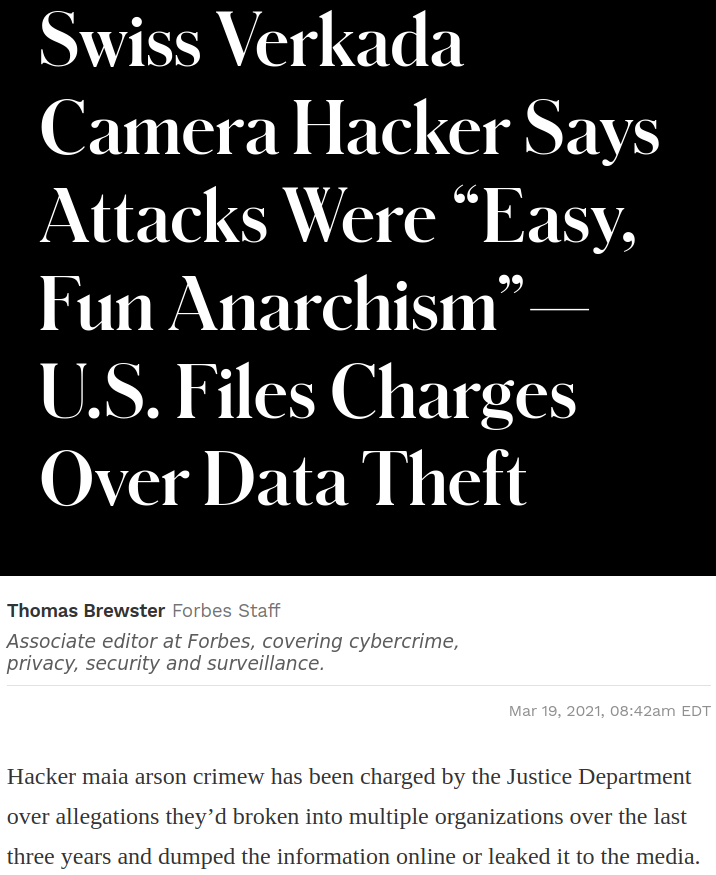 Swiss Verkada
Camera Hacker Says
Attacks Were “Easy,
Fun Anarchism”—
U.S. Files Charges
Over Data Theft
Thomas Brewster Forbes Staff
Associate editor at Forbes, covering cybercrime,
privacy, security and surveillance.
Mar 19, 2021, 08:42am EDT
Hacker maia arson crimew has been charged by the Justice Department
over allegations they’d broken into multiple organizations over the last
three years and dumped the information online or leaked it to the media.